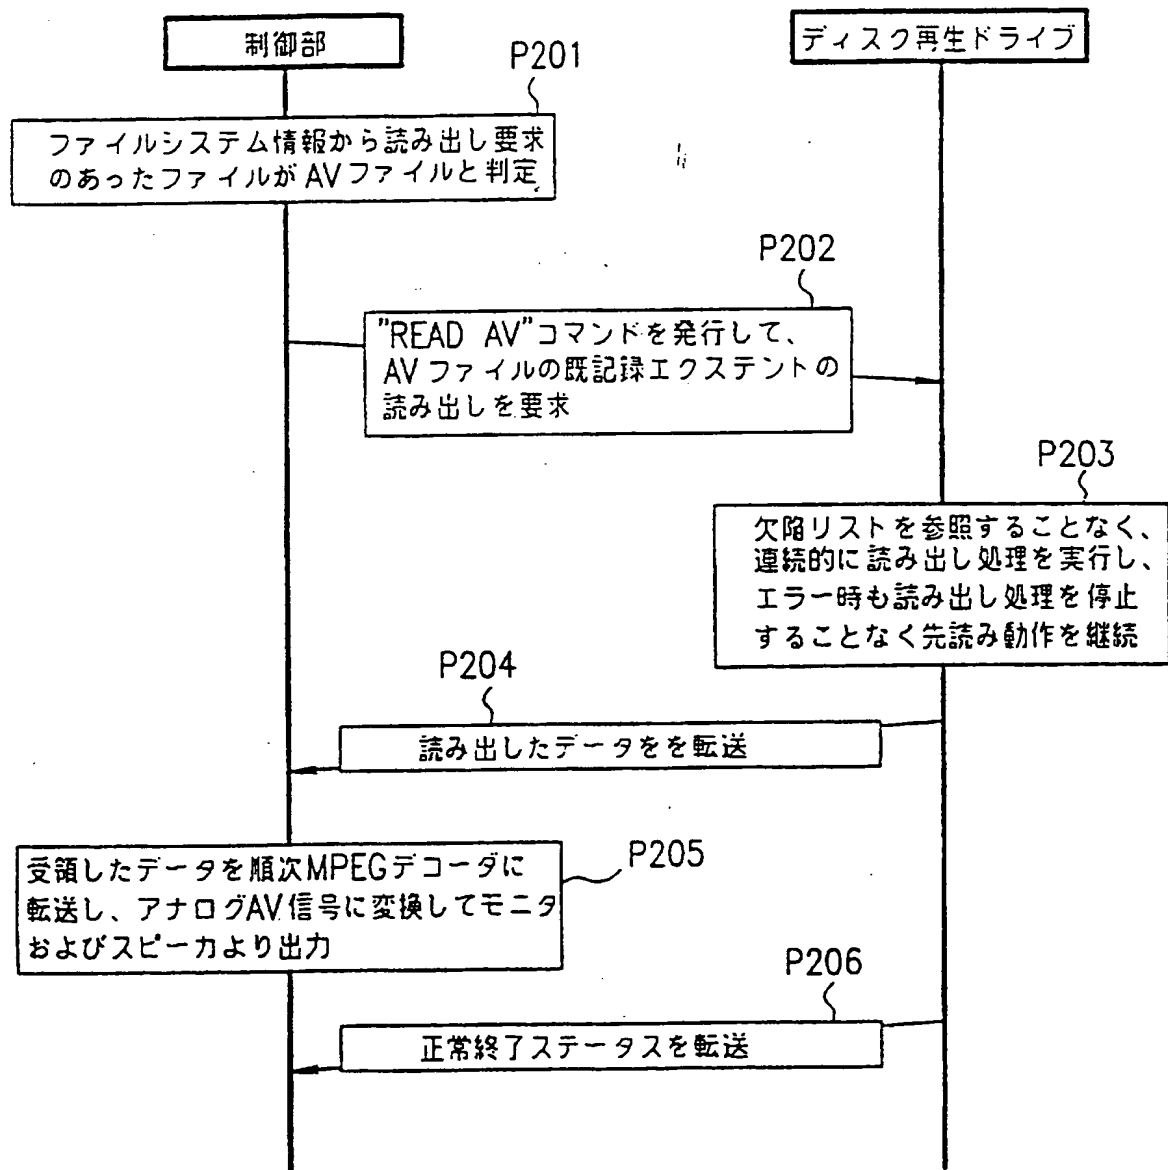 制御部
ディスク再生ドライブ
P201
ファイルシステム情報から読み出し要求
のあったファイルがAVファイルと判定
P202
"READ AV"コマンドを発行して、
AVファイルの既記録エクステントの
読み出しを要求
P203
欠陥リストを参照することなく、
連続的に読み出し処理を実行し、
エラー時も読み出し処理を停止
することなく先読み動作を継続
P204
読み出したデータをを転送
P205
受領したデータを順次MPEGデコーダに
転送し、アナログAV信号に変換してモニタ
およびスピーカより出力
P206
正常終了ステータスを転送